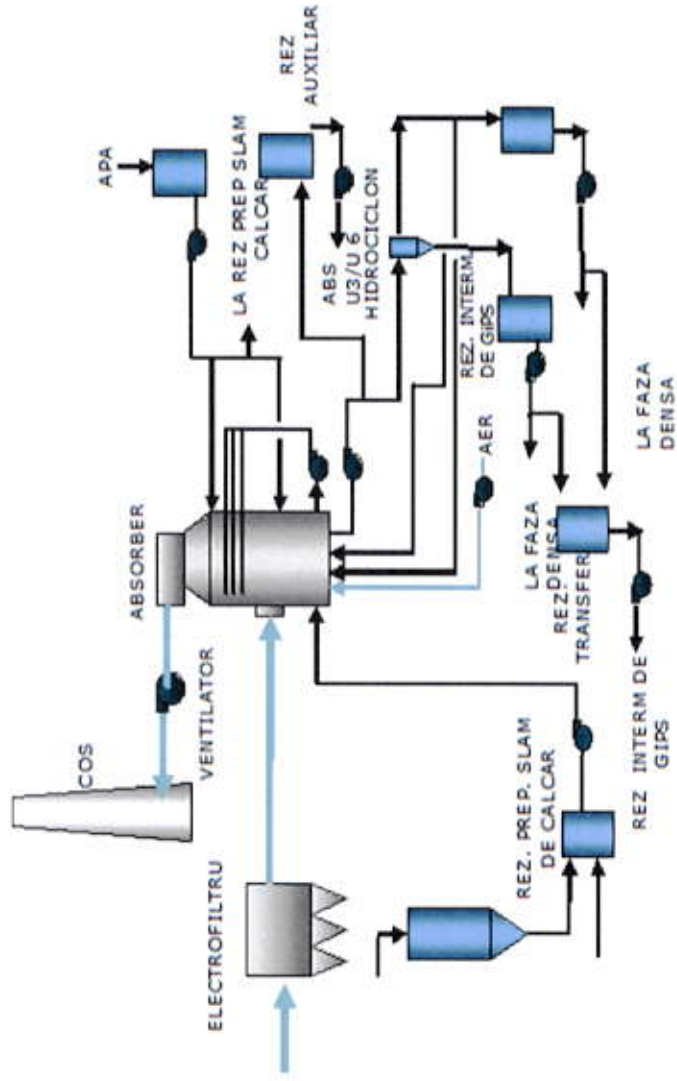 COS
VENTILATOR
ABSORBER
ELECTROFILTRU
APA
LA REZ PREP SLAM
CALCAR
REZ
AUXILIAR
ABS
U3/U 6
HIDROCICLON
REZ. INTERM.
DE GiPS
AER
REZ. PREP. SLAM
DE CALCAR
LA FAZA
DENSA
REZ.
TRANSFER
LA FAZA
DENSA
REZ INTERM DE
GIPS